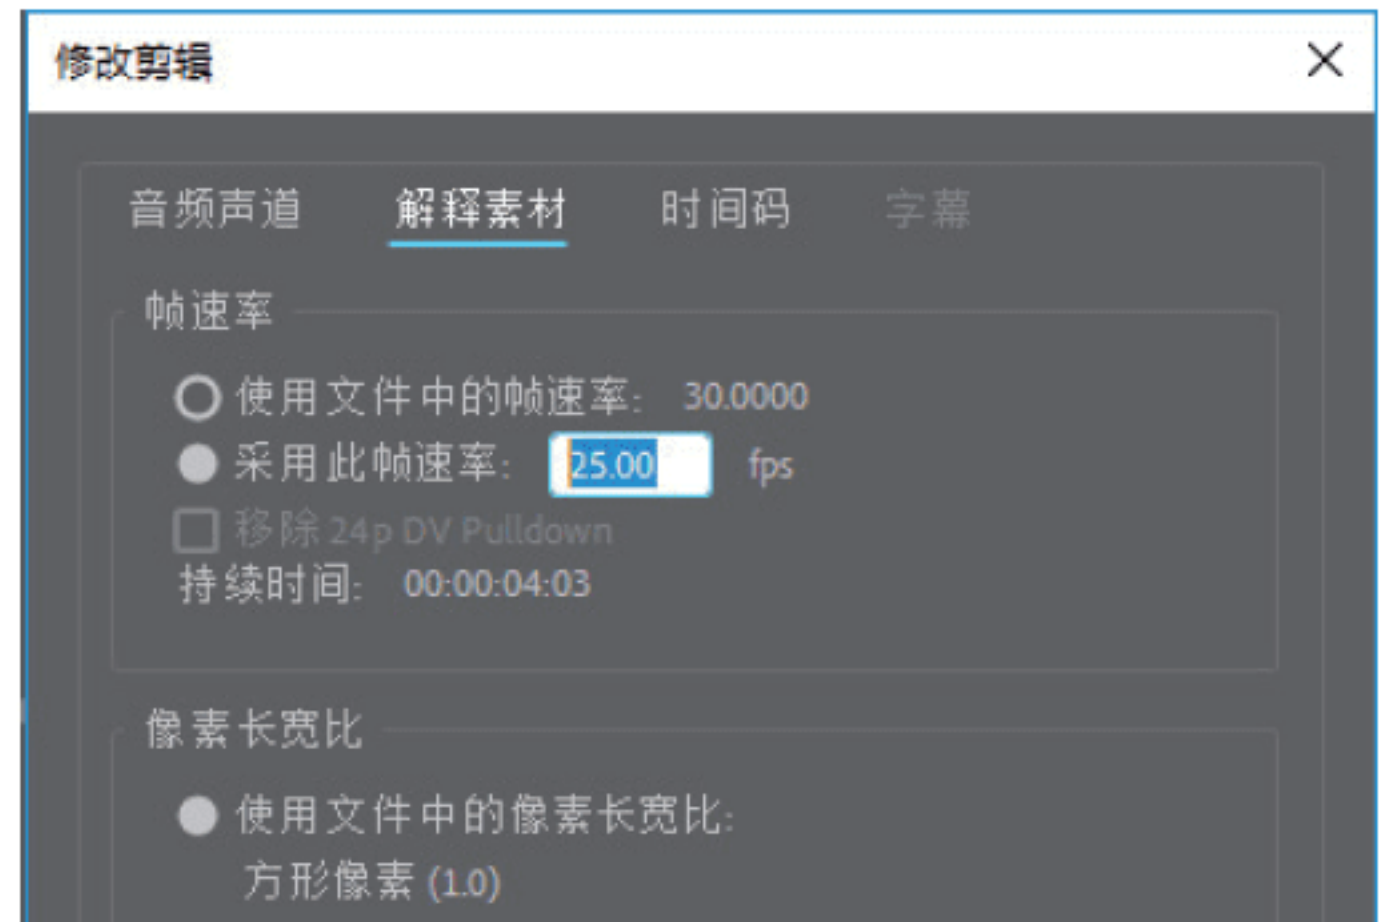 修改剪辑
音频声道 解释素材 时间码 字幕
帧速率
使用文件中的帧速率: 30.0000
采用此帧速率: 25.00 fps
移除 24p DV Pulldown
持续时间: 00:00:04:03
像素长宽比
使用文件中的像素长宽比:
方形像素 (1.0)